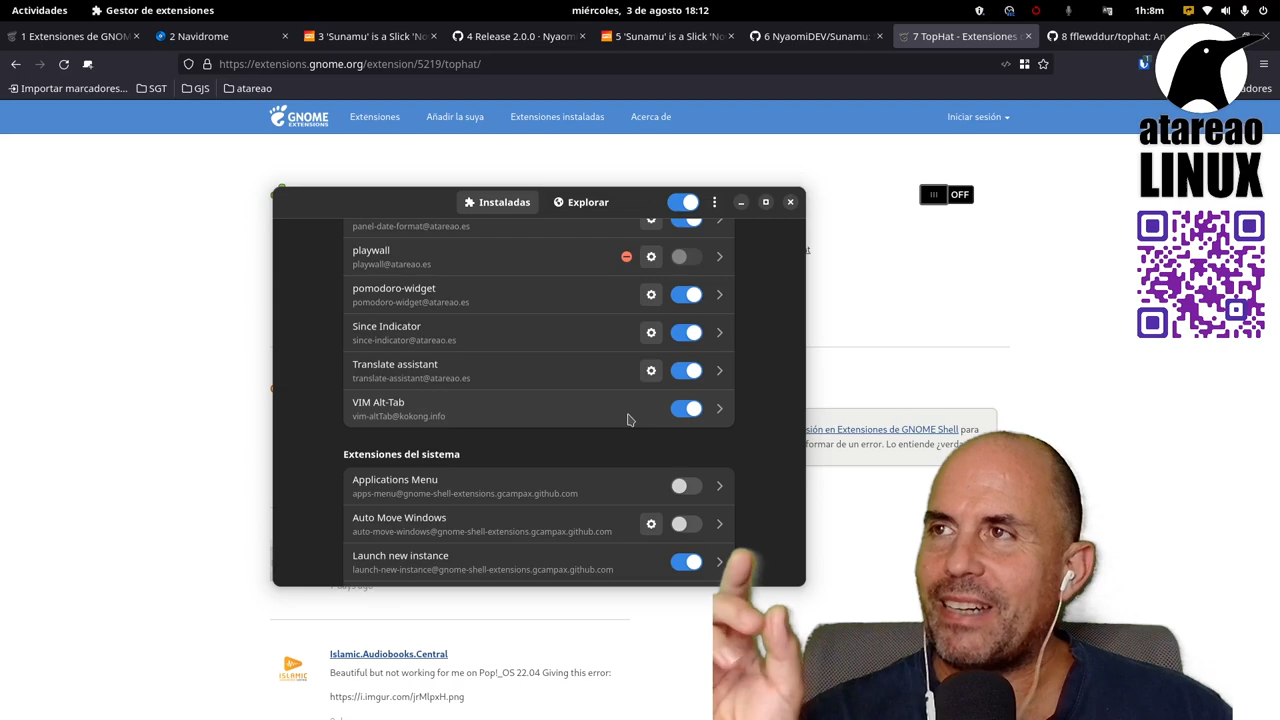 Actividades
Gestor de extensiones
miércoles, 3 de agosto 18:12
1h:8m
1 Extensiones de GNOM
2 Navidrome
3 'Sunamu' is a Slick 'No
4 Release 2.0.0 · Nyaom
5 'Sunamu' is a Slick 'No
6 NyaomiDEV/Sunamu:
7 TopHat - Extensiones
8 fflewddur/tophat: An
https://extensions.gnome.org/extension/5219/tophat/
Importar marcadores...
SGT
GJS
atareao
adores
GNOME
EXTENSIONS
Extensiones
Añadir la suya
Extensiones instaladas
Acerca de
Iniciar sesión
atareao
LINUX
OFF
Instaladas
Explorar
panel-date-format@atareao.es
playwall
playwall@atareao.es
pomodoro-widget
pomodoro-widget@atareao.es
Since Indicator
since-indicator@atareao.es
Translate assistant
translate-assistant@atareao.es
VIM Alt-Tab
vim-altTab@kokong.info
sión en Extensiones de GNOME Shell para
formar de un error. Lo entiende ¿verda
Extensiones del sistema
Applications Menu
apps-menu@gnome-shell-extensions.gcampax.github.com
Auto Move Windows
auto-move-windows@gnome-shell-extensions.gcampax.github.com
Launch new instance
launch-new-instance@gnome-shell-extensions.gcampax.github.com
Islamic.Audiobooks.Central
ISLAMIC
Beautiful but not working for me on Pop!_OS 22.04 Giving this error:
https://i.imgur.com/jrMlpxH.png